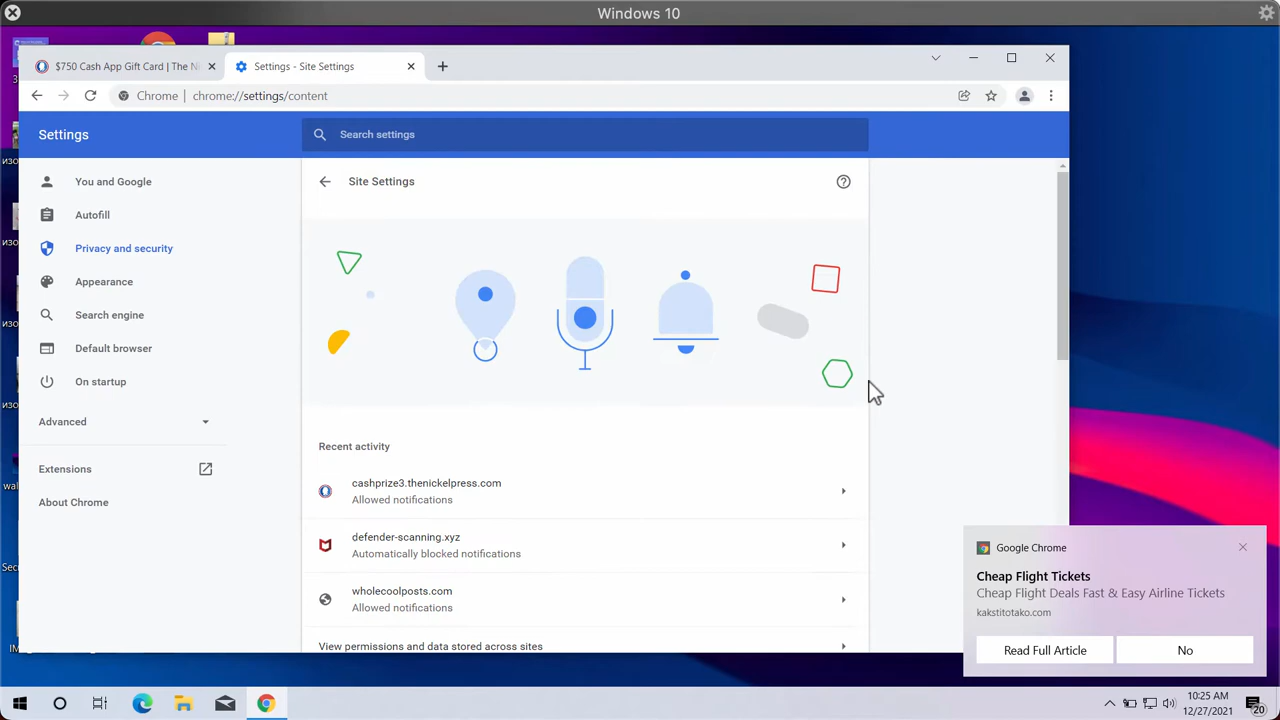 Windows 10
$750 Cash App Gift Card | The Ni
Settings - Site Settings
Chrome | chrome://settings/content
Settings
Search settings
You and Google
Autofill
Privacy and security
Appearance
Search engine
Default browser
On startup
Advanced
Extensions
About Chrome
Site Settings
Recent activity
cashprize3.thenickelpress.com
Allowed notifications
defender-scanning.xyz
Automatically blocked notifications
wholecoolposts.com
Allowed notifications
View permissions and data stored across sites
Google Chrome
Cheap Flight Tickets
Cheap Flight Deals Fast & Easy Airline Tickets
kakstitotako.com
Read Full Article
No
10:25 AM
12/27/2021
20